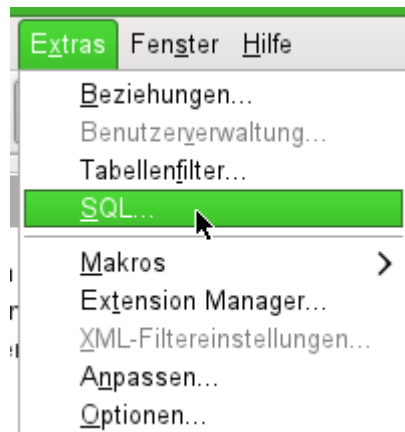 Extras Fenster Hilfe
Beziehungen...
Benutzerverwaltung...
Tabellenfilter...
SQL...
Makros
Extension Manager...
XML-Filtereinstellungen...
Anpassen...
Optionen...